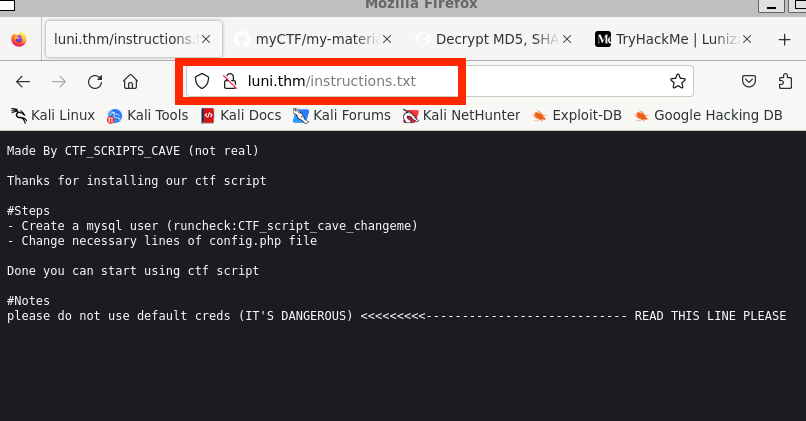 Mozilla Firefox
luni.thm/instructions.t
myCTF/my-materia
Decrypt MD5, SHA
Me
TryHackMe | Luniz
luni.thm/instructions.txt
Kali Linux
Kali Tools
Kali Docs
Kali Forums
Kali NetHunter
Exploit-DB
Google Hacking DB
Made By CTF_SCRIPTS_CAVE (not real)
Thanks for installing our ctf script
#Steps
- Create a mysql user (runcheck:CTF_script_cave_changeme)
- Change necessary lines of config.php file
Done you can start using ctf script
#Notes
please do not use default creds (IT'S DANGEROUS) <<<<<<<<<---------------------------- READ THIS LINE PLEASE